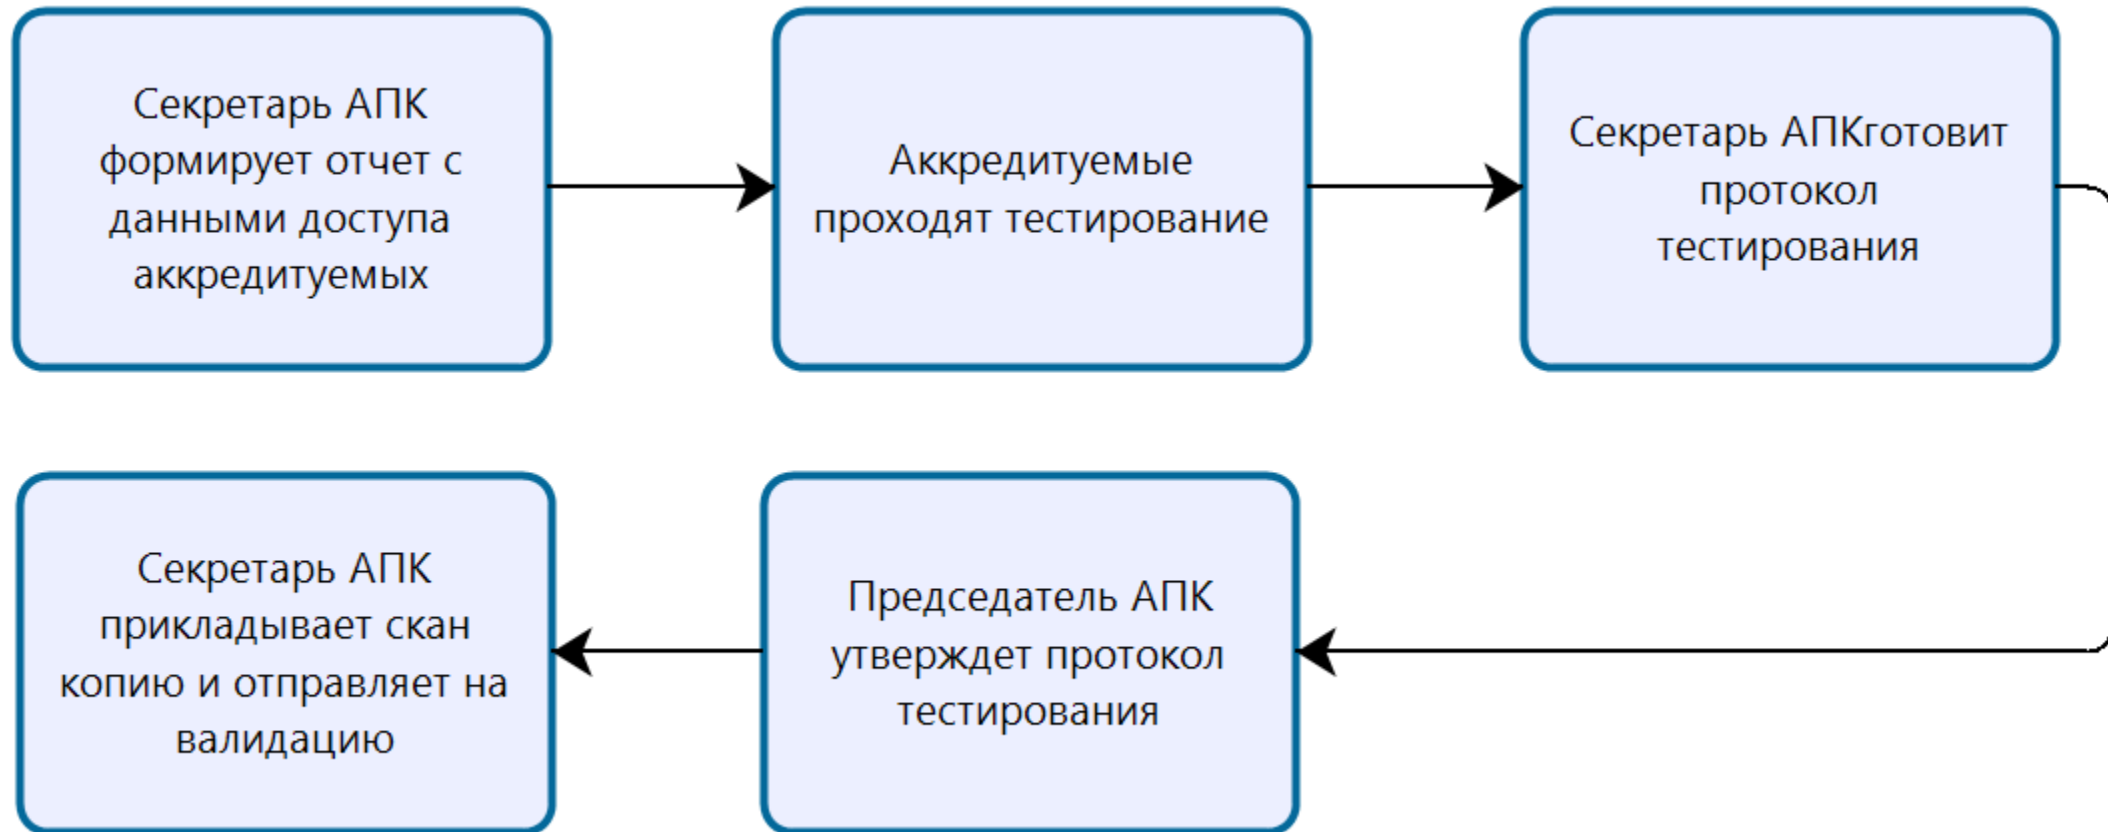 Секретарь АПК
формирует отчет с
данными доступа
аккредитуемых
Аккредитуемые
проходят тестирование
Секретарь АПКготовит
протокол
тестирования
Председатель АПК
утверждет протокол
тестирования
Секретарь АПК
прикладывает скан
копию и отправляет на
валидацию